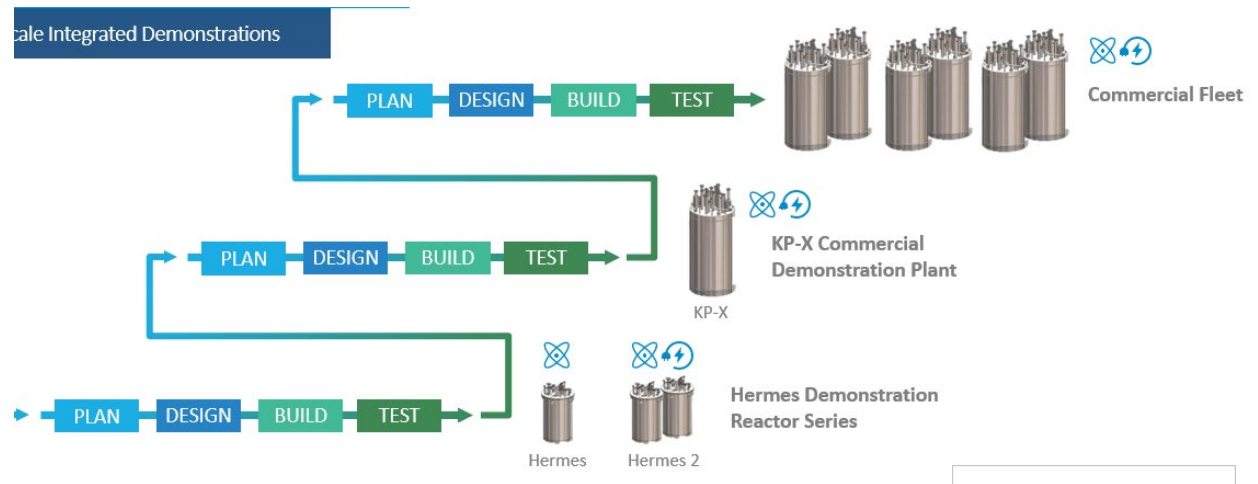 cale Integrated Demonstrations
PLAN DESIGN BUILD TEST
Commercial Fleet
PLAN DESIGN BUILD TEST
KP-X Commercial
Demonstration Plant
KP-X
PLAN DESIGN BUILD TEST
Hermes Demonstration
Reactor Series
Hermes
Hermes 2